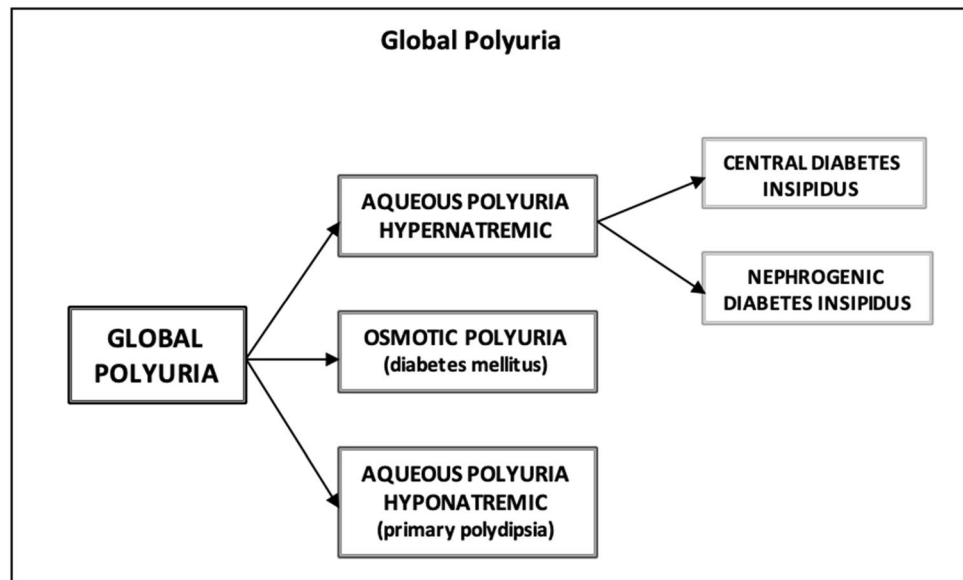 Global Polyuria
GLOBAL
POLYURIA
AQUEOUS POLYURIA
HYPERNATREMIC
OSMOTIC POLYURIA
(diabetes mellitus)
AQUEOUS POLYURIA
HYPONATREMIC
(primary polydipsia)
CENTRAL DIABETES
INSIPIDUS
NEPHROGENIC
DIABETES INSIPIDUS